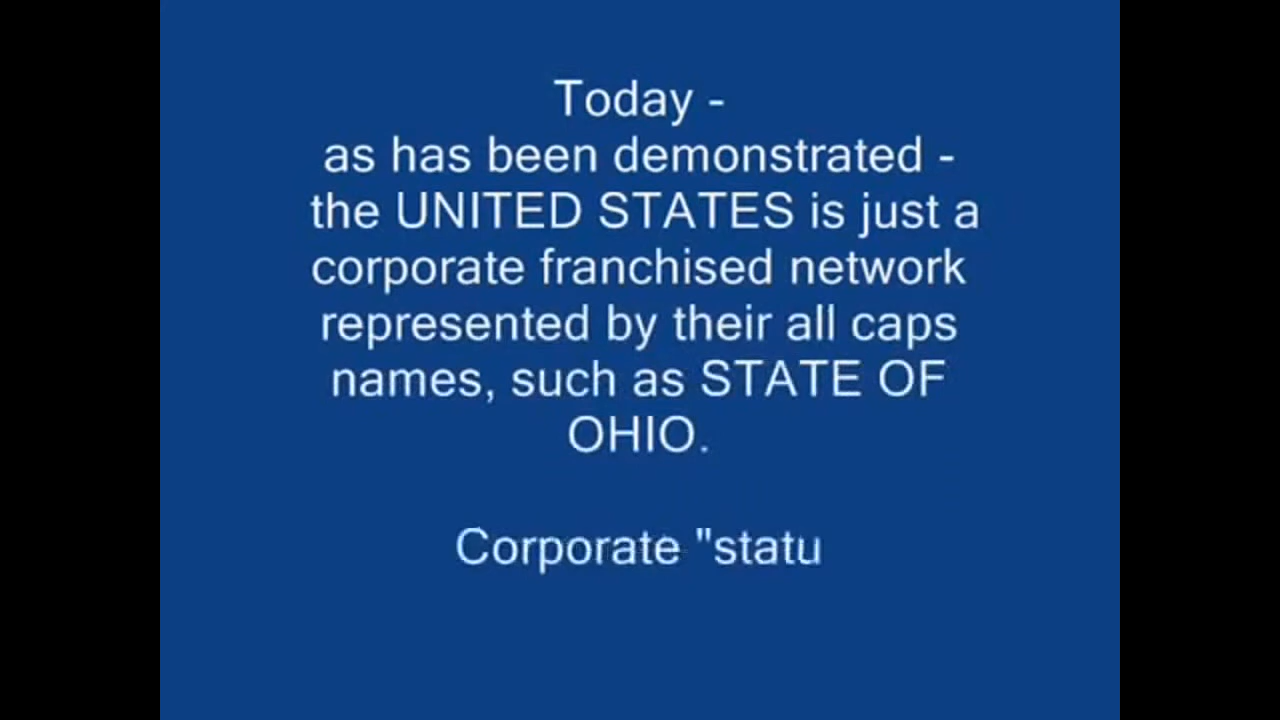 Today -
as has been demonstrated -
the UNITED STATES is just a
corporate franchised network
represented by their all caps
names, such as STATE OF
OHIO.
Corporate "statu